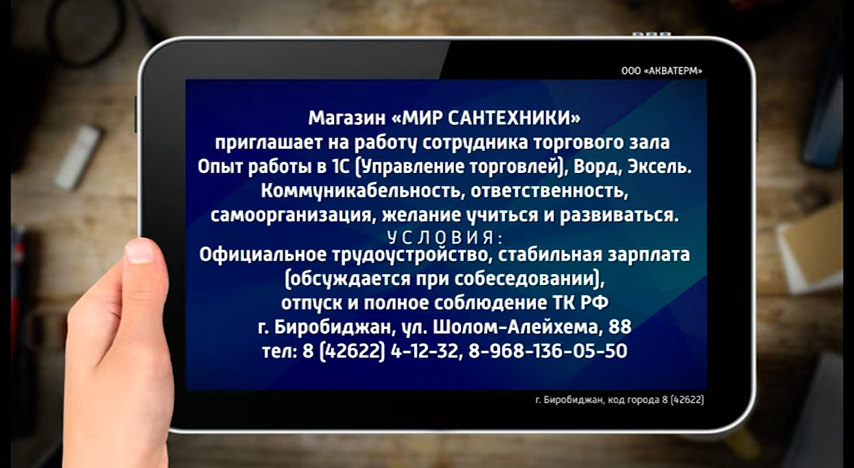 ООО «АКВАТЕРМ»
Магазин «МИР САНТЕХНИКИ»
приглашает на работу сотрудника торгового зала
Опыт работы в 1С (Управление торговлей), Ворд, Эксель.
Коммуникабельность, ответственность,
самоорганизация, желание учиться и развиваться.
УСЛОВИЯ:
Официальное трудоустройство, стабильная зарплата
(обсуждается при собеседовании),
отпуск и полное соблюдение ТК РФ
г. Биробиджан, ул. Шолом-Алейхема, 88
тел: 8 (42622) 4-12-32, 8-968-136-05-50
г. Биробиджан, код города 8 (42622)